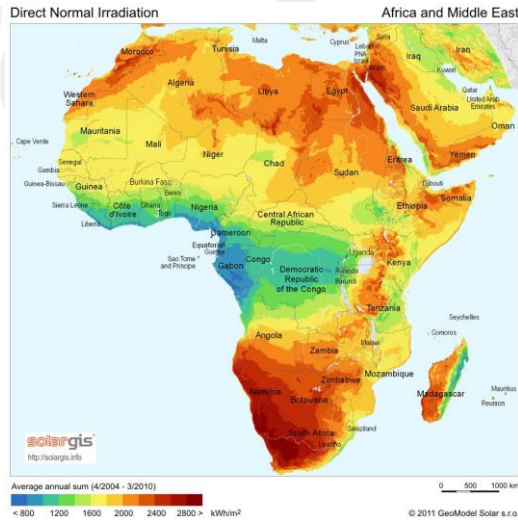 Direct Normal Irradiation
Africa and Middle East
Malta
Cyprus
Syria
Lebanon
PNA
Israel
Iraq
Iran
Kuwait
Morocco
Tunisia
Algeria
Libya
Egypt
Western
Sahara
Qatar
United Arab
Emirates
Saudi Arabia
Oman
Mauritania
Cape Verde
Mali
Niger
Chad
Sudan
Eritrea
Yemen
Senegal
Gambia
Guinea-Bissau
Guinea
Burkina Faso
Benin
Djibouti
Sierra Leone
Côte
d'Ivoire
Ghana
Togo
Nigeria
Ethiopia
Somalia
Liberia
Central African
Republic
Cameroon
Equatorial
Guinea
Sao Tome
and Principe
Gabon
Congo
Democratic
Republic
of the Congo
Uganda
Kenya
Rwanda
Burundi
Tanzania
Seychelles
Comoros
Angola
Malawi
Zambia
Mozambique
Zimbabwe
Namibia
Botswana
Madagascar
Mauritius
Reunion
Swaziland
South Africa
Lesotho
solargis
http://solargis.info
Average annual sum (4/2004 - 3/2010)
< 800 1200 1600 2000 2400 2800 > kWh/m²
0 500 1000 km
© 2011 GeoModel Solar s.r.o.